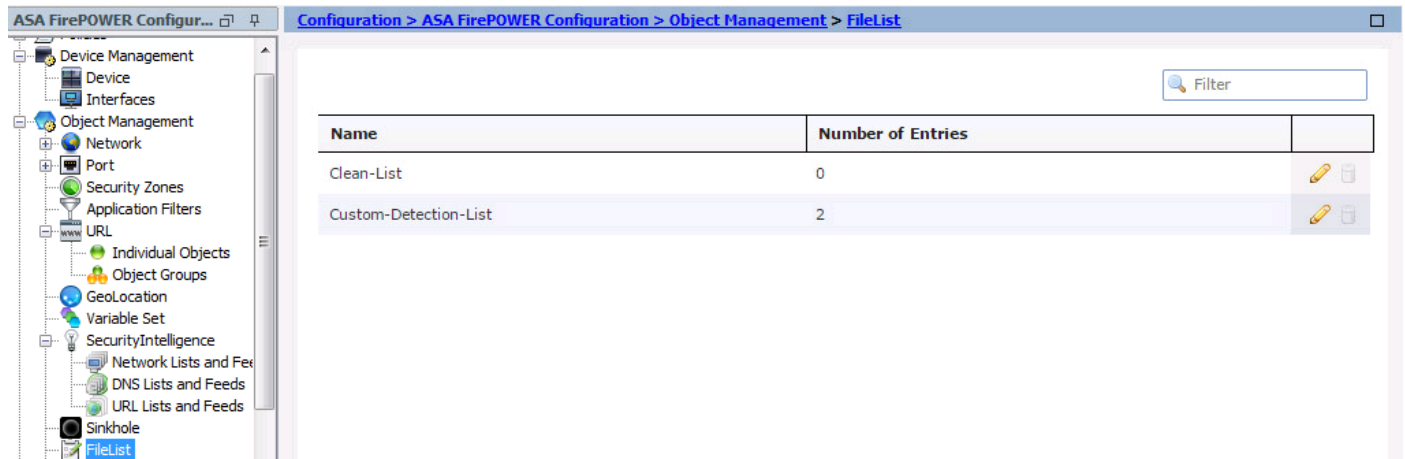 ASA FirePOWER Configur...
Configuration > ASA FirePOWER Configuration > Object Management > FileList
Device Management
Device
Interfaces
Object Management
Network
Port
Security Zones
Application Filters
www URL
Individual Objects
Object Groups
GeoLocation
Variable Set
SecurityIntelligence
Network Lists and Fee
DNS Lists and Feeds
URL Lists and Feeds
Sinkhole
FileList
Filter
Name Number of Entries
Clean-List 0
Custom-Detection-List 2